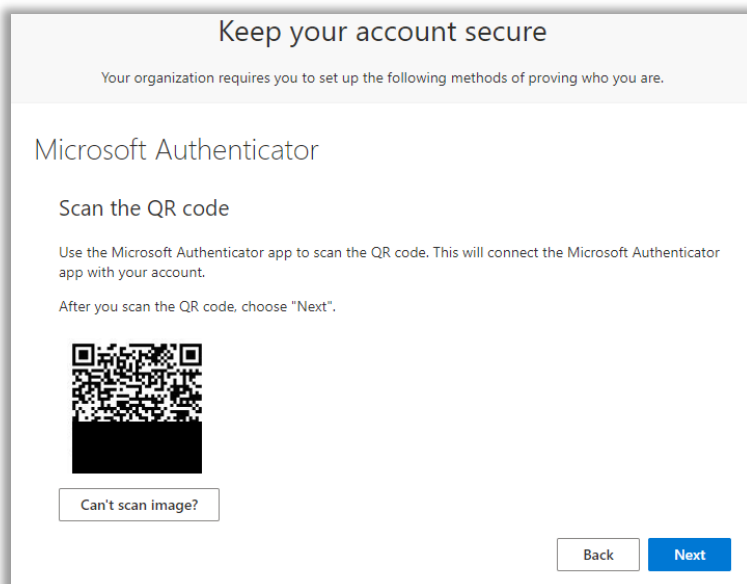 Keep your account secure
Your organization requires you to set up the following methods of proving who you are.
Microsoft Authenticator
Scan the QR code
Use the Microsoft Authenticator app to scan the QR code. This will connect the Microsoft Authenticator
app with your account.
After you scan the QR code, choose "Next".
Can't scan image?
Back
Next